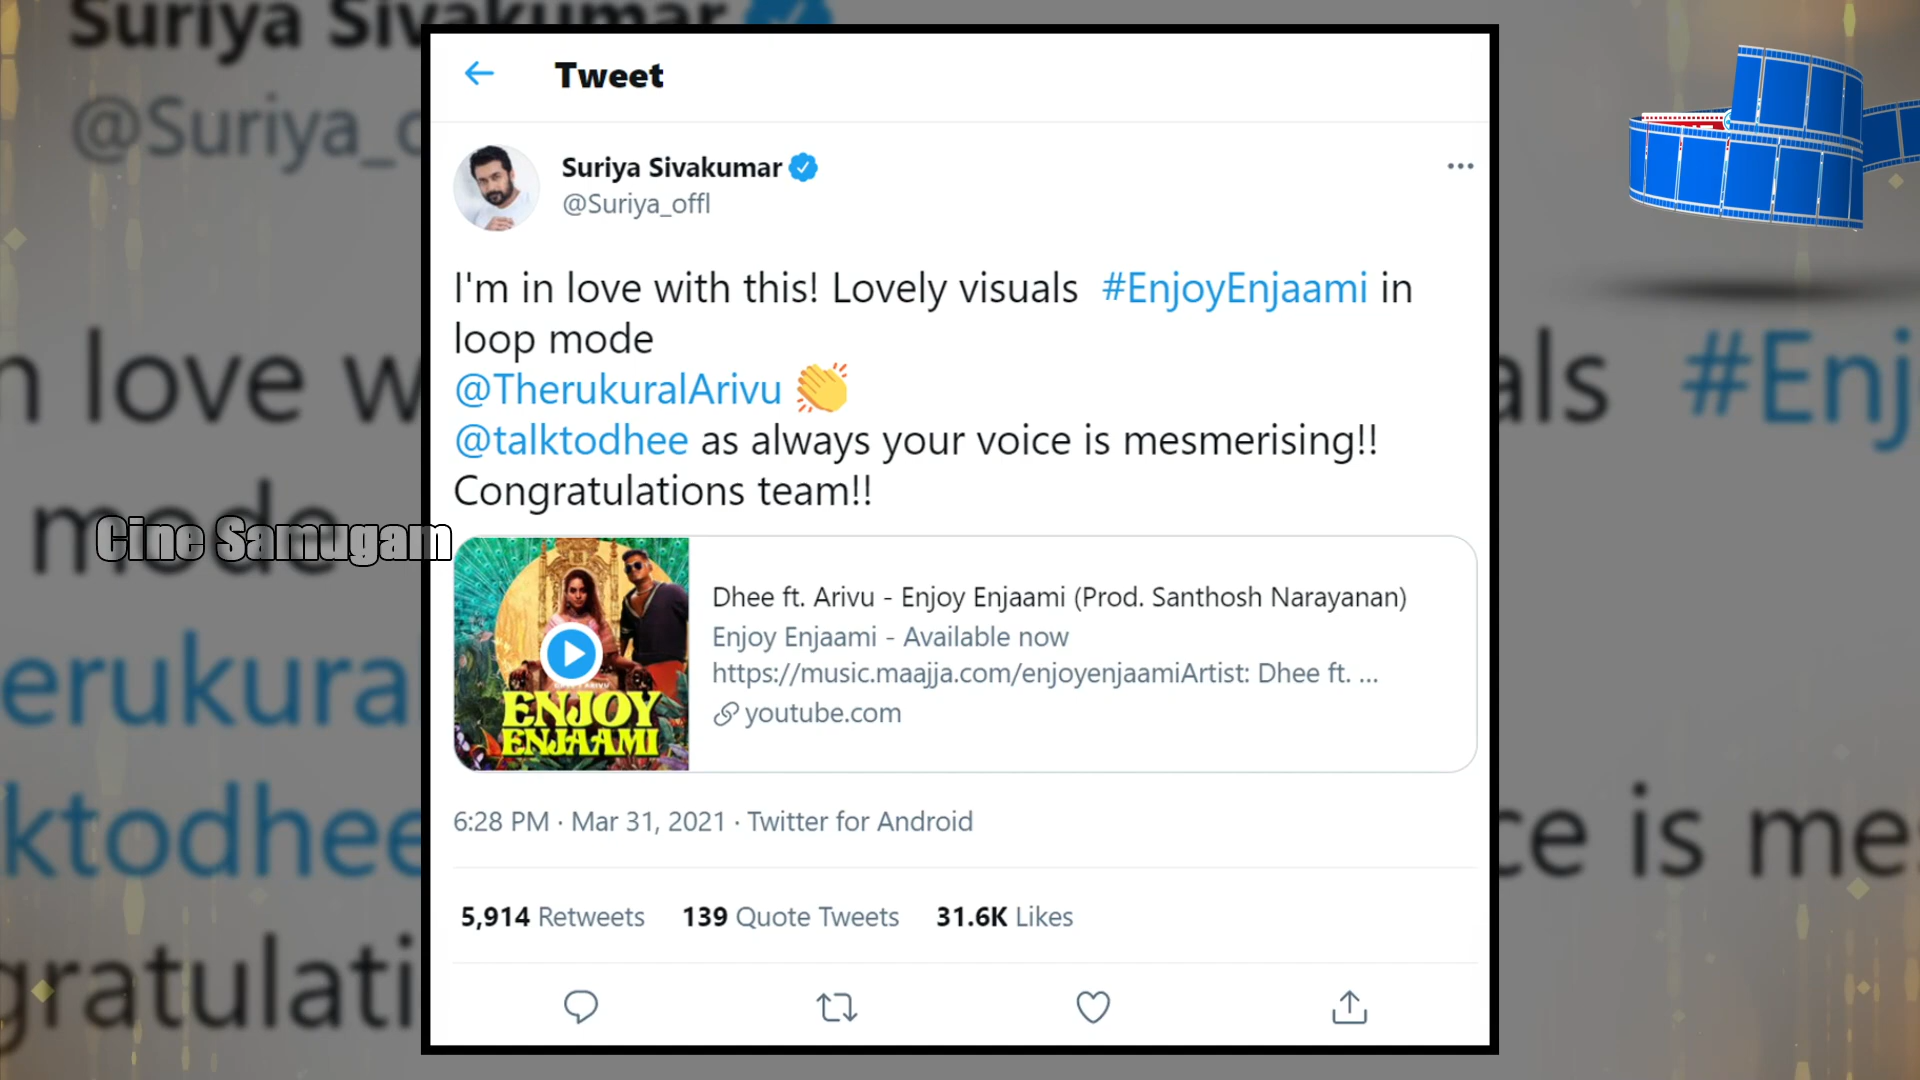 Suriya Sivakumar
@Suriya_o
Tweet
Suriya Sivakumar
@Suriya_offl
I'm in love with this! Lovely visuals #EnjoyEnjaami in
loop mode
@TherukuralArivu 👏
@talktodhee as always your voice is mesmerising!!
Congratulations team!!
Cine Samugam
ENJOY
ENJAAMI
Dhee ft. Arivu - Enjoy Enjaami (Prod. Santhosh Narayanan)
Enjoy Enjaami - Available now
https://music.maajja.com/enjoyenjaamiArtist: Dhee ft. ...
youtube.com
6:28 PM · Mar 31, 2021 · Twitter for Android
5,914 Retweets 139 Quote Tweets 31.6K Likes
n love w
als #Enj
mode
erukura
ktodhee
ce is mes
gratulati